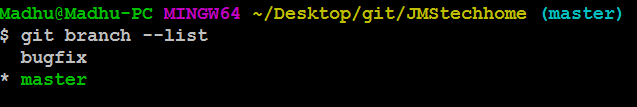 Madhu@Madhu-PC MINGW64 ~/Desktop/git/JMStechhome (master)
$ git branch --list
  bugfix
* master